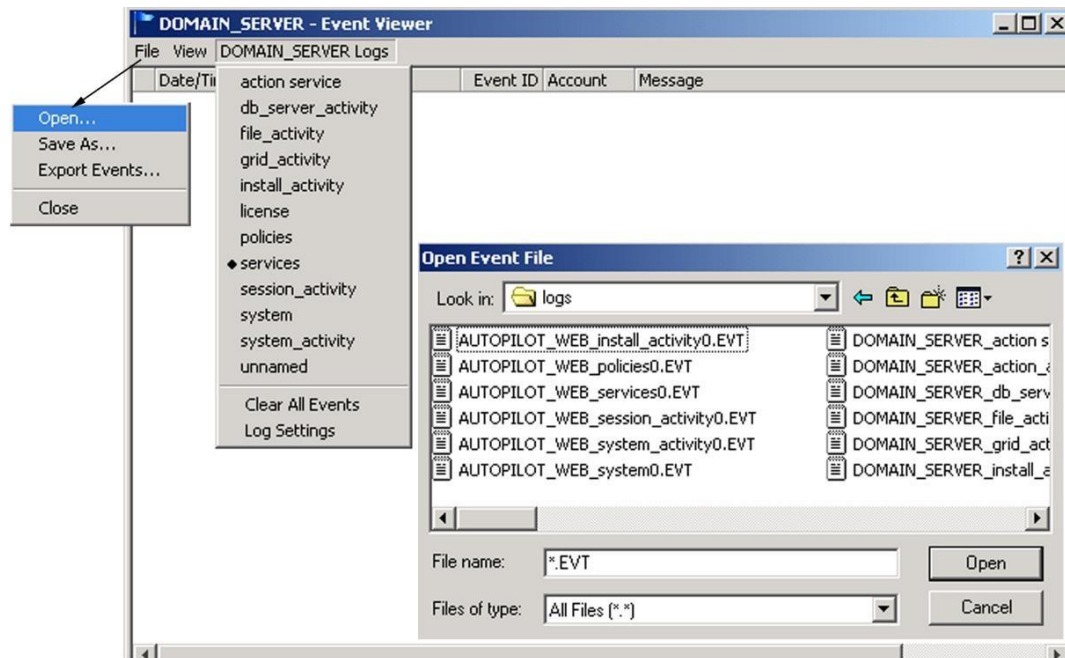 DOMAIN_SERVER - Event Viewer
File View DOMAIN_SERVER Logs
Event ID Account Message
Open...
Save As...
Export Events...
Close
action service
db_server_activity
file_activity
grid_activity
install_activity
license
policies
services
session_activity
system
system_activity
unnamed
Clear All Events
Log Settings
Open Event File
Look in: logs
AUTOPILOT_WEB_install_activity0.EVT
AUTOPILOT_WEB_policies0.EVT
AUTOPILOT_WEB_services0.EVT
AUTOPILOT_WEB_session_activity0.EVT
AUTOPILOT_WEB_system_activity0.EVT
AUTOPILOT_WEB_system0.EVT
DOMAIN_SERVER_action s
DOMAIN_SERVER_action_a
DOMAIN_SERVER_db_serv
DOMAIN_SERVER_file_acti
DOMAIN_SERVER_grid_act
DOMAIN_SERVER_install_a
File name: *.EVT Open
Files of type: All Files (*.*) Cancel